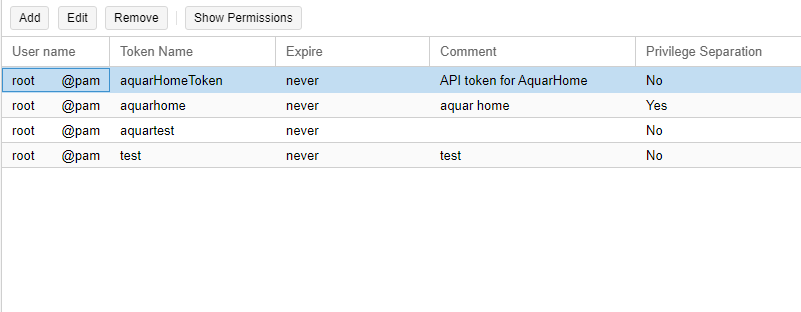 Add Edit Remove Show Permissions
User name Token Name Expire Comment Privilege Separation
root @pam aquarHomeToken never API token for AquarHome No
root @pam aquarhome never aquar home Yes
root @pam aquartest never No
root @pam test never test No